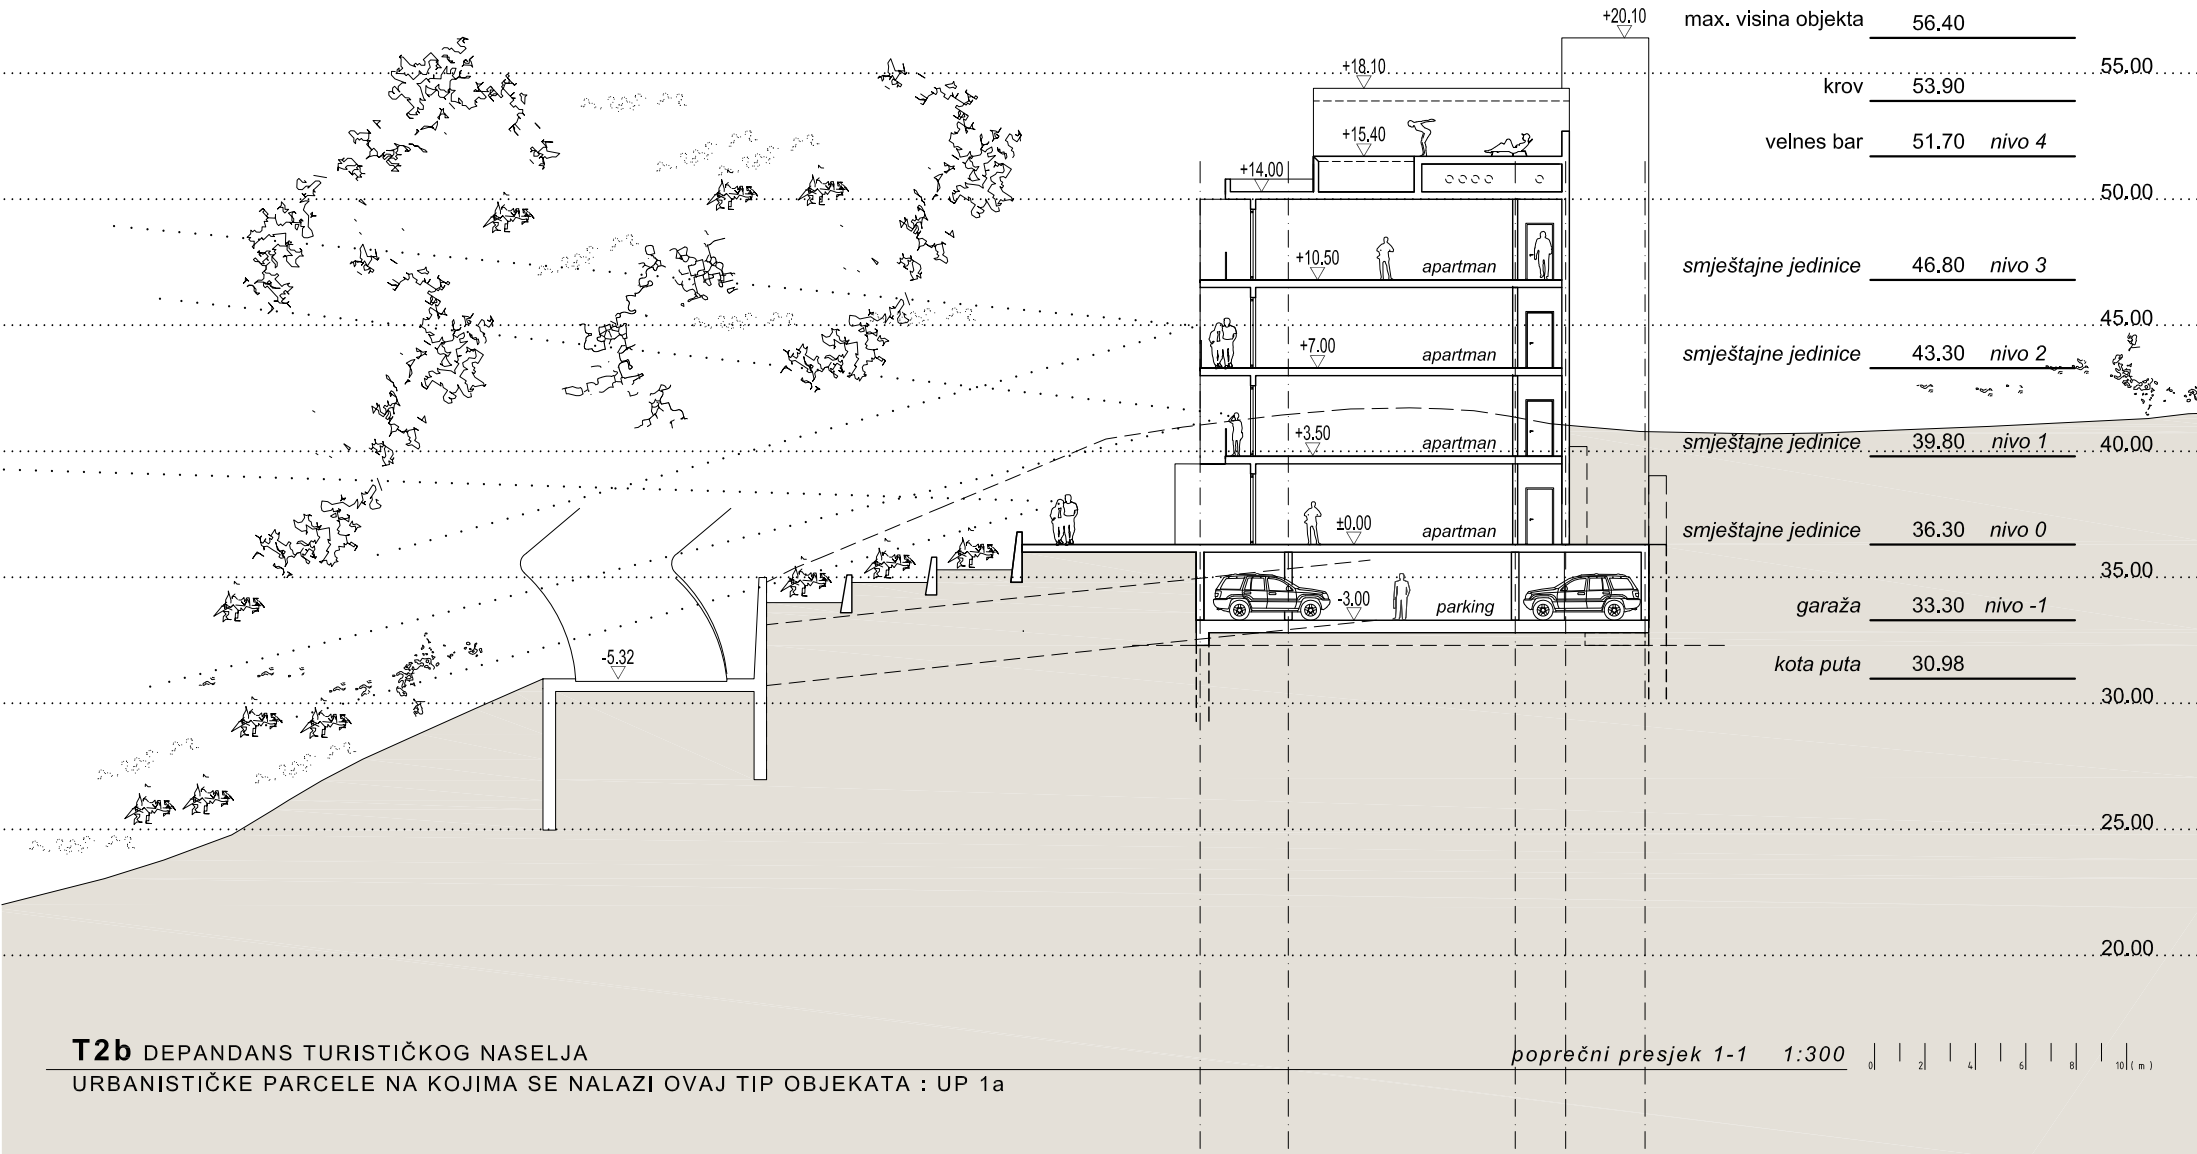 +20.10
max. visina objekta 56.40
55.00
+18.10
krov 53.90
+15.40
velnes bar 51.70 nivo 4
+14.00
50.00
+10.50 apartman
smještajne jedinice 46.80 nivo 3
45.00
+7.00 apartman
smještajne jedinice 43.30 nivo 2
+3.50 apartman
smještajne jedinice 39.80 nivo 1
40.00
±0.00 apartman
smještajne jedinice 36.30 nivo 0
35.00
-3.00 parking
garaža 33.30 nivo -1
-5.32
kota puta 30.98
30.00
25.00
20.00
T2b DEPANDANS TURISTIČKOG NASELJA
poprečni presjek 1-1 1:300
0 2 4 6 8 10 ( m )
URBANISTIČKE PARCELE NA KOJIMA SE NALAZI OVAJ TIP OBJEKATA : UP 1a